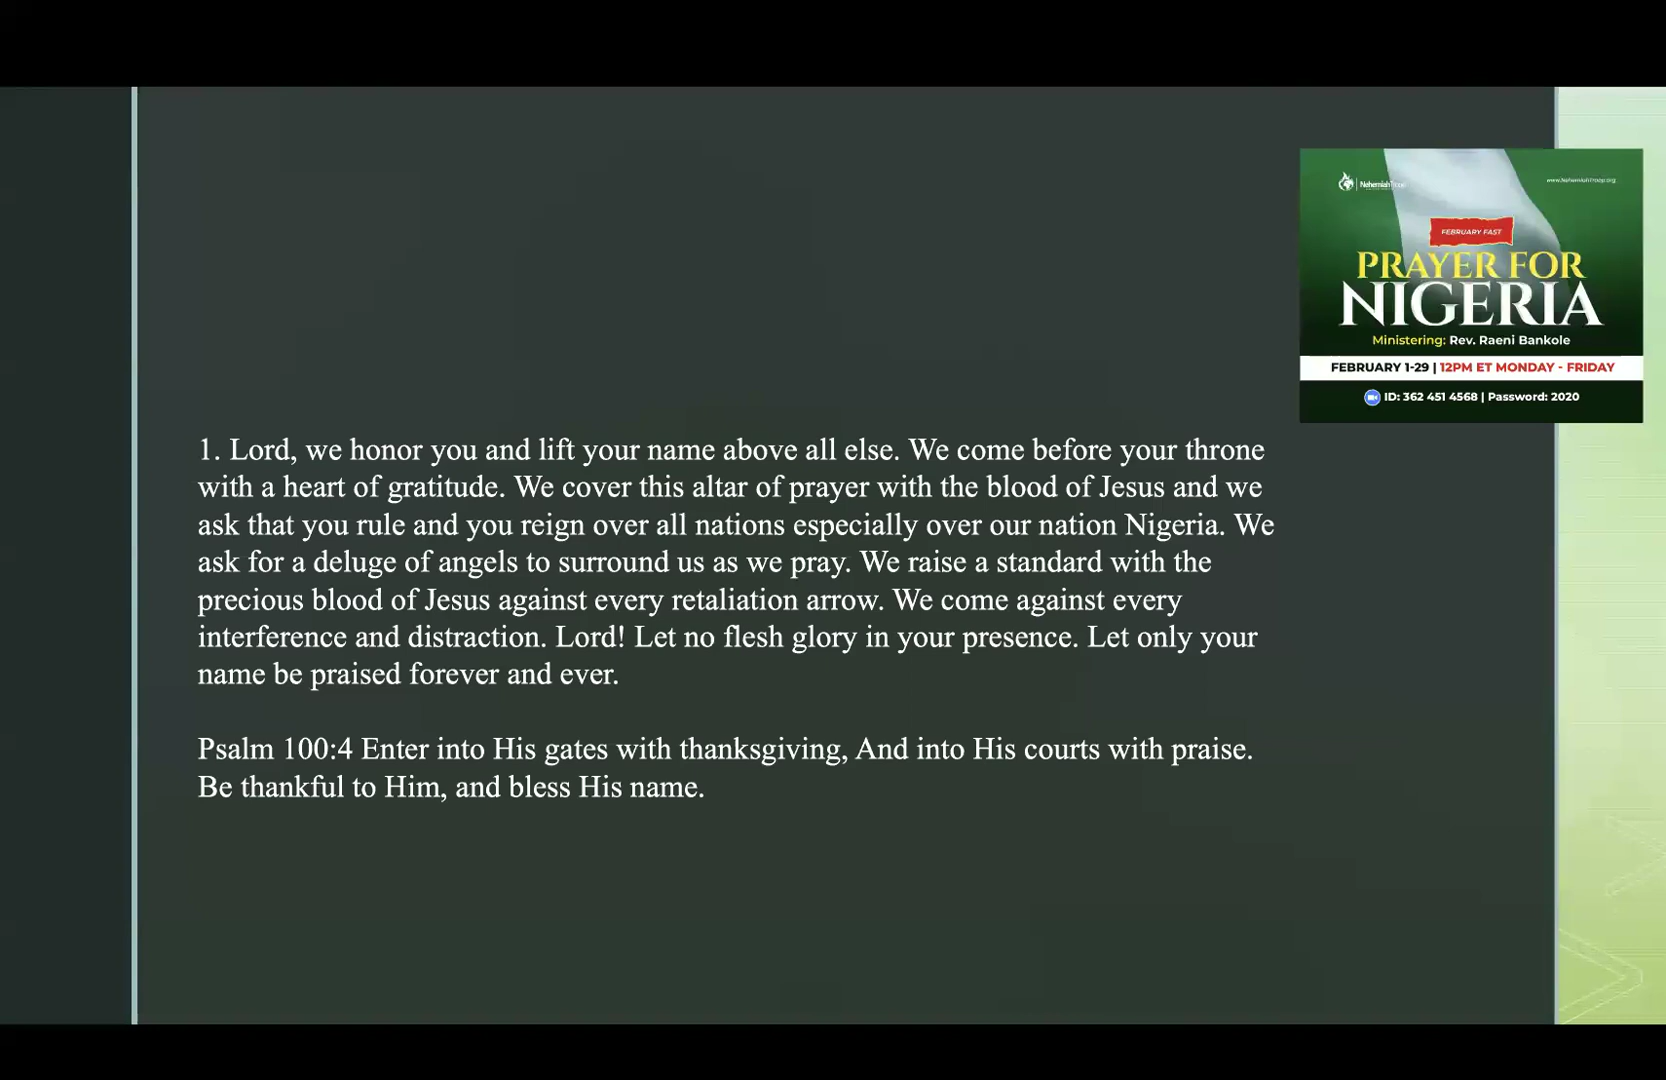 Nehemiah Troop
www.NehemiahTroop.org
FEBRUARY FAST
PRAYER FOR
NIGERIA
Ministering: Rev. Raeni Bankole
FEBRUARY 1-29 | 12PM ET MONDAY - FRIDAY
ID: 362 451 4568 | Password: 2020
1. Lord, we honor you and lift your name above all else. We come before your throne
with a heart of gratitude. We cover this altar of prayer with the blood of Jesus and we
ask that you rule and you reign over all nations especially over our nation Nigeria. We
ask for a deluge of angels to surround us as we pray. We raise a standard with the
precious blood of Jesus against every retaliation arrow. We come against every
interference and distraction. Lord! Let no flesh glory in your presence. Let only your
name be praised forever and ever.
Psalm 100:4 Enter into His gates with thanksgiving, And into His courts with praise.
Be thankful to Him, and bless His name.